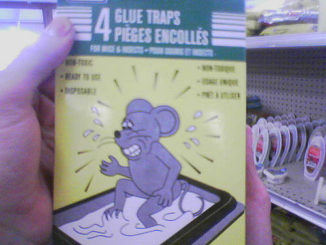 4 GLUE TRAPS
PIÈGES ENCOLLÉS
FOR MICE & INSECTS • POUR SOURIS ET INSECTS
• NON-TOXIC
• READY TO USE
• DISPOSABLE
• NON-TOXIQUE
• USAGE UNIQUE
• PRÊT À UTILISER